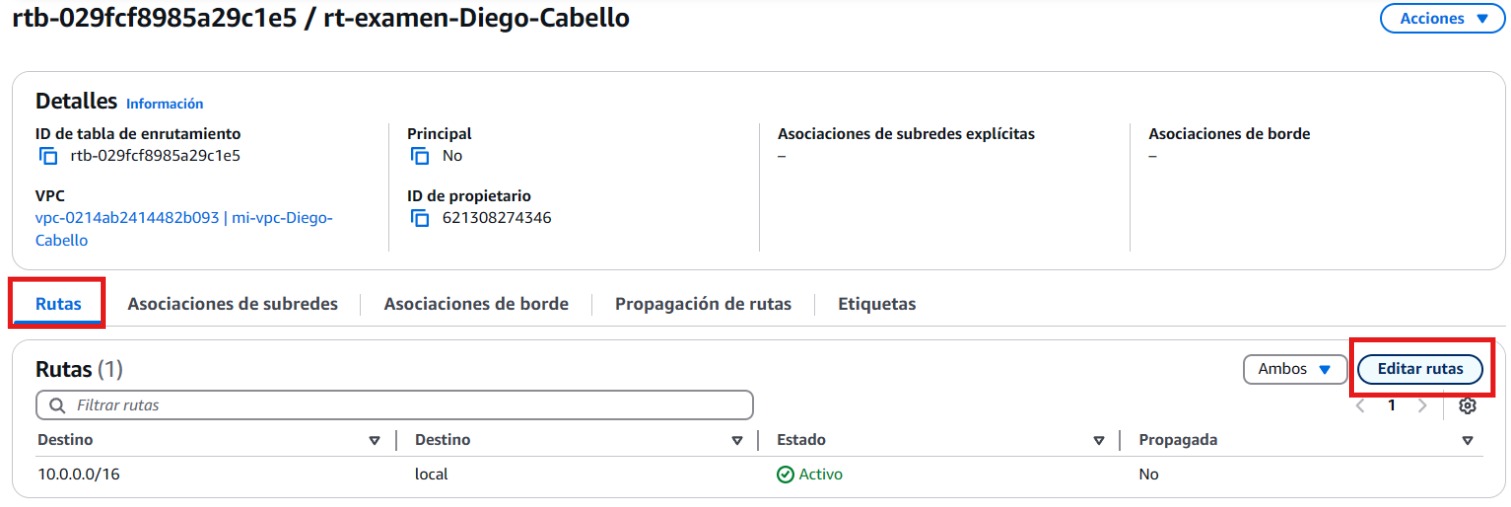 rtb-029fcf8985a29c1e5 / rt-examen-Diego-Cabello
Acciones
Detalles Información
ID de tabla de enrutamiento
rtb-029fcf8985a29c1e5
Principal
No
Asociaciones de subredes explícitas
–
Asociaciones de borde
–
VPC
vpc-0214ab2414482b093 | mi-vpc-Diego-
Cabello
ID de propietario
621308274346
Rutas Asociaciones de subredes Asociaciones de borde Propagación de rutas Etiquetas
Rutas (1)
Ambos
Editar rutas
Filtrar rutas
1
Destino Destino Estado Propagada
10.0.0.0/16 local Activo No